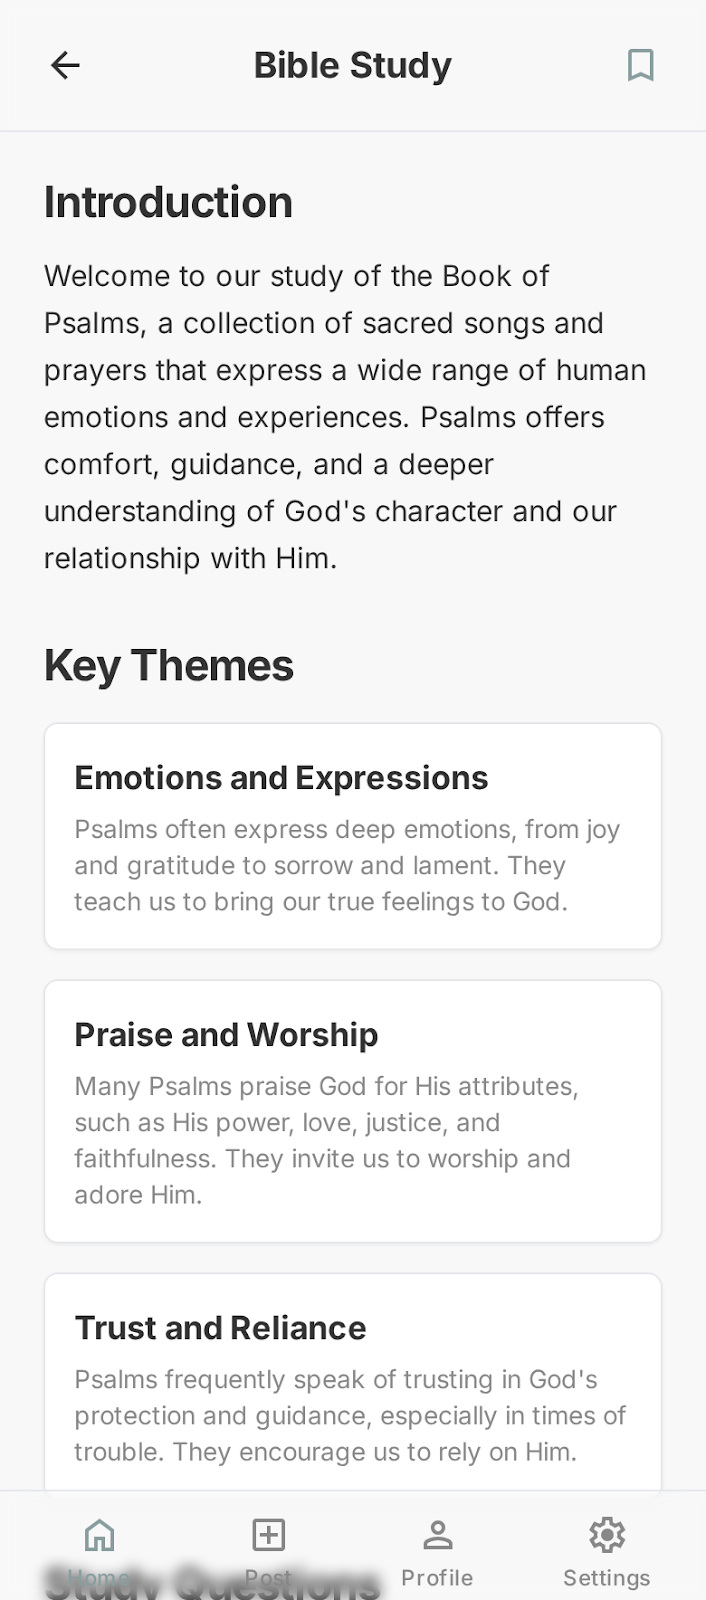 Bible Study
Introduction
Welcome to our study of the Book of
Psalms, a collection of sacred songs and
prayers that express a wide range of human
emotions and experiences. Psalms offers
comfort, guidance, and a deeper
understanding of God's character and our
relationship with Him.
Key Themes
Emotions and Expressions
Psalms often express deep emotions, from joy
and gratitude to sorrow and lament. They
teach us to bring our true feelings to God.
Praise and Worship
Many Psalms praise God for His attributes,
such as His power, love, justice, and
faithfulness. They invite us to worship and
adore Him.
Trust and Reliance
Psalms frequently speak of trusting in God's
protection and guidance, especially in times of
trouble. They encourage us to rely on Him.
Study Questions
Home Post Profile Settings